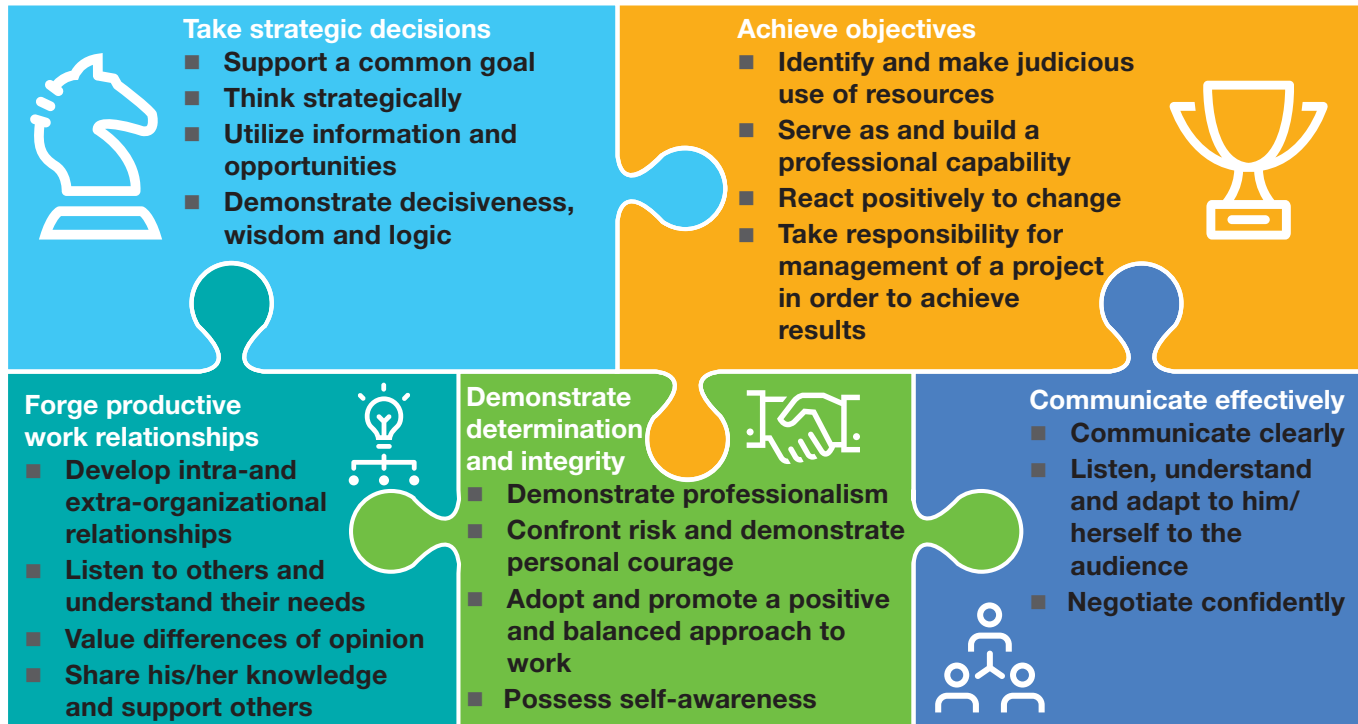 Take strategic decisions
■ Support a common goal
■ Think strategically
■ Utilize information and
opportunities
■ Demonstrate decisiveness,
wisdom and logic
Achieve objectives
■ Identify and make judicious
use of resources
■ Serve as and build a
professional capability
■ React positively to change
■ Take responsibility for
management of a project
in order to achieve
results
Forge productive
work relationships
■ Develop intra-and
extra-organizational
relationships
■ Listen to others and
understand their needs
■ Value differences of opinion
■ Share his/her knowledge
and support others
Demonstrate
determination
and integrity
■ Demonstrate professionalism
■ Confront risk and demonstrate
personal courage
■ Adopt and promote a positive
and balanced approach to
work
■ Possess self-awareness
Communicate effectively
■ Communicate clearly
■ Listen, understand
and adapt to him/
herself to the
audience
■ Negotiate confidently